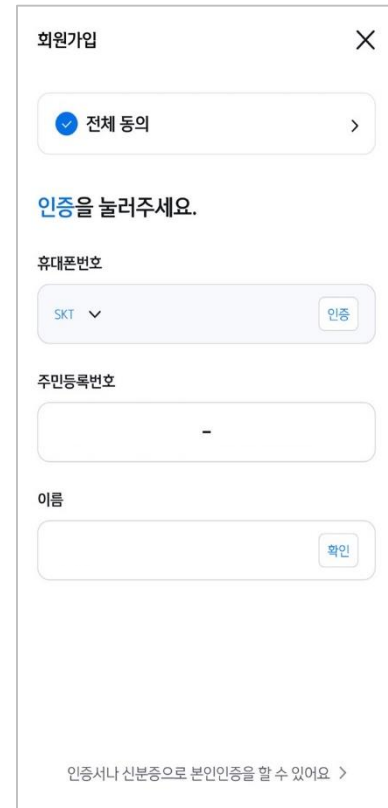 회원가입
전체 동의
인증을 눌러주세요.
휴대폰번호
SKT 인증
주민등록번호
-
이름
확인
인증서나 신분증으로 본인인증을 할 수 있어요 >